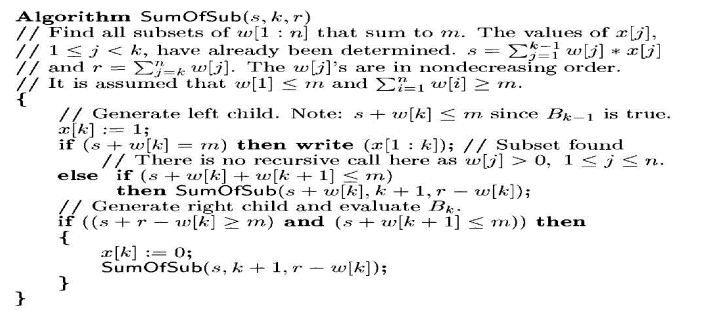 Algorithm SumOfSub(s, k, r)
// Find all subsets of w[1 : n] that sum to m. The values of x[j],
// 1 ≤ j < k, have already been determined. s = ∑_{j=1}^{k−1} w[j] ∗ x[j]
// and r = ∑_{j=k}^{n} w[j]. The w[j]'s are in nondecreasing order.
// It is assumed that w[1] ≤ m and ∑_{i=1}^{n} w[i] ≥ m.
{
// Generate left child. Note: s + w[k] ≤ m since B_{k−1} is true.
x[k] := 1;
if (s + w[k] = m) then write (x[1 : k]); // Subset found
// There is no recursive call here as w[j] > 0, 1 ≤ j ≤ n.
else if (s + w[k] + w[k + 1] ≤ m)
then SumOfSub(s + w[k], k + 1, r − w[k]);
// Generate right child and evaluate B_k.
if ((s + r − w[k] ≥ m) and (s + w[k + 1] ≤ m)) then
{
x[k] := 0;
SumOfSub(s, k + 1, r − w[k]);
}
}